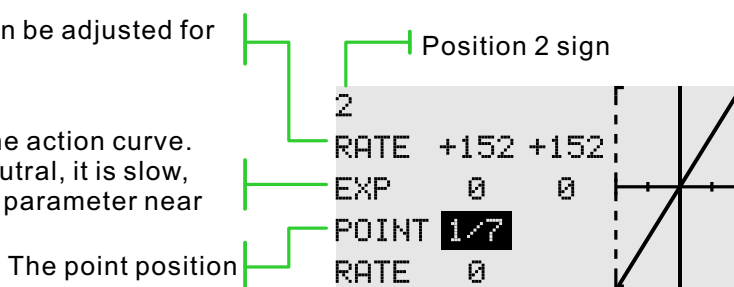 n be adjusted for
Position 2 sign
ne action curve.
utral, it is slow,
parameter near
The point position
2
RATE +152 +152
EXP 0 0
POINT 1/7
RATE 0